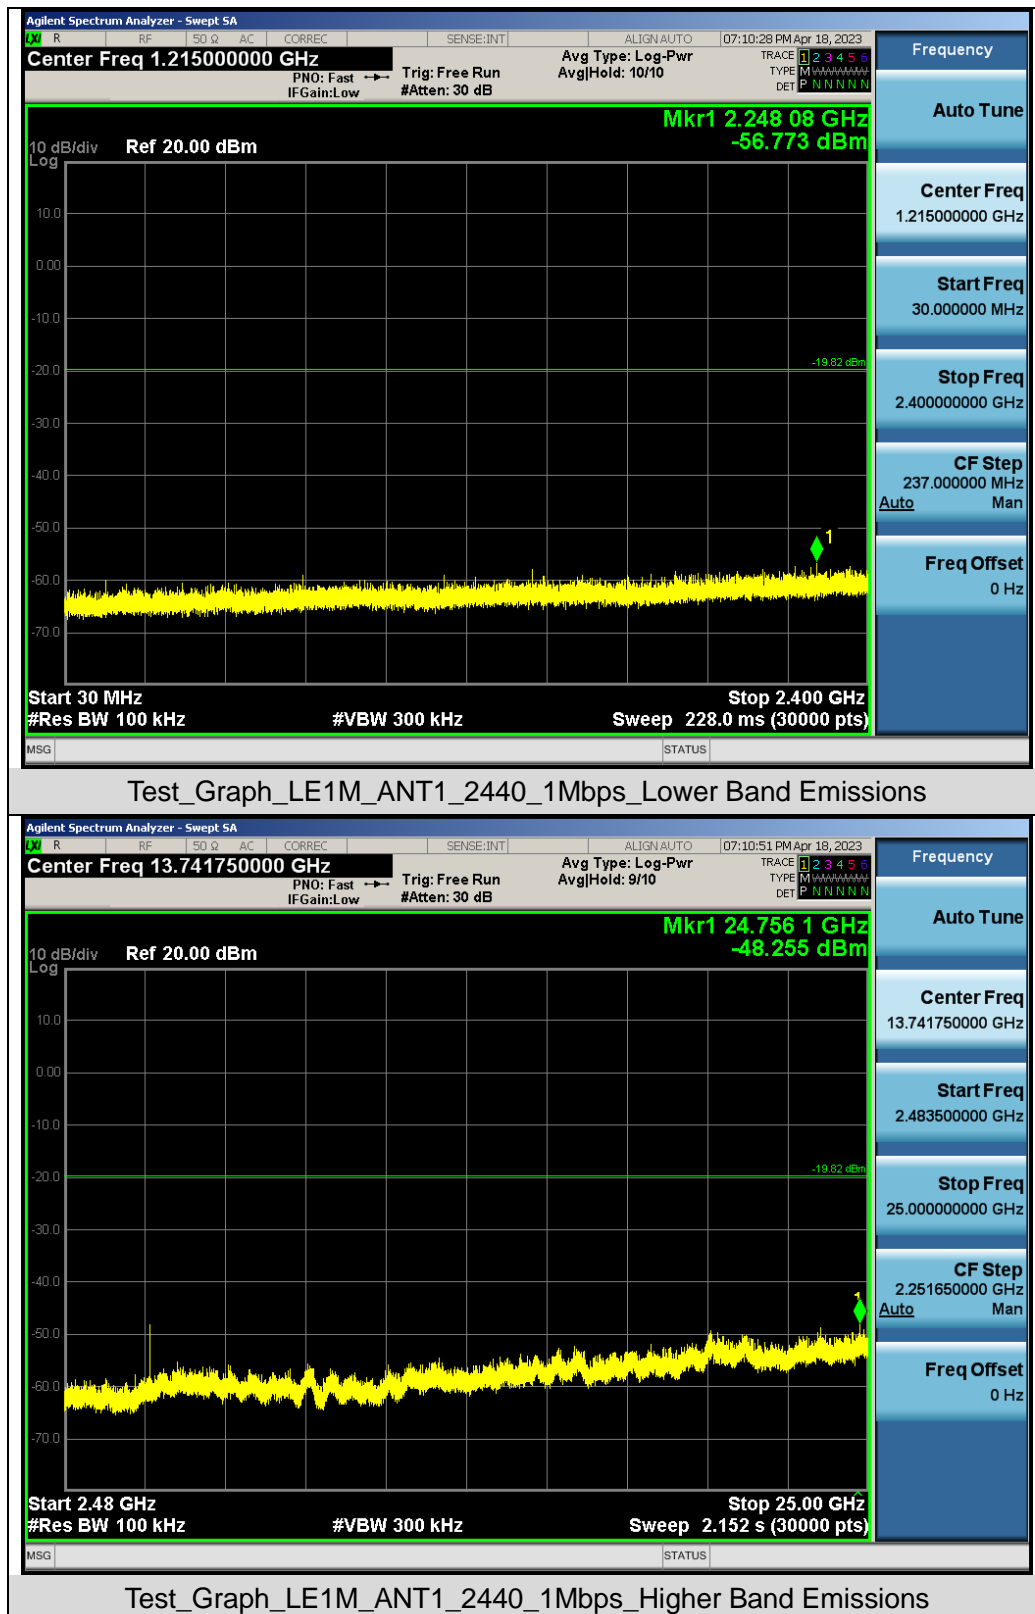 Agilent Spectrum Analyzer - Swept SA
LXI R RF 50 Ω AC CORREC SENSE:INT ALIGN AUTO 07:10:28 PM Apr 18, 2023
Center Freq 1.215000000 GHz
PNO: Fast
IFGain:Low
Trig: Free Run
#Atten: 30 dB
Avg Type: Log-Pwr
Avg|Hold: 10/10
TRACE 1 2 3 4 5 6
TYPE M
DET P N N N N N
Mkr1 2.248 08 GHz
-56.773 dBm
10 dB/div Ref 20.00 dBm
Log
10.0
0.00
-10.0
-19.82 dBm
-20.0
-30.0
-40.0
-50.0
1
-60.0
-70.0
Start 30 MHz Stop 2.400 GHz
#Res BW 100 kHz #VBW 300 kHz Sweep 228.0 ms (30000 pts)
MSG STATUS
Frequency
Auto Tune
Center Freq
1.215000000 GHz
Start Freq
30.000000 MHz
Stop Freq
2.400000000 GHz
CF Step
237.000000 MHz
Auto Man
Freq Offset
0 Hz
Test_Graph_LE1M_ANT1_2440_1Mbps_Lower Band Emissions
Agilent Spectrum Analyzer - Swept SA
LXI R RF 50 Ω AC CORREC SENSE:INT ALIGN AUTO 07:10:51 PM Apr 18, 2023
Center Freq 13.741750000 GHz
PNO: Fast
IFGain:Low
Trig: Free Run
#Atten: 30 dB
Avg Type: Log-Pwr
Avg|Hold: 9/10
TRACE 1 2 3 4 5 6
TYPE M
DET P N N N N N
Mkr1 24.756 1 GHz
-48.255 dBm
10 dB/div Ref 20.00 dBm
Log
10.0
0.00
-10.0
-19.82 dBm
-20.0
-30.0
-40.0
1
-50.0
-60.0
-70.0
Start 2.48 GHz Stop 25.00 GHz
#Res BW 100 kHz #VBW 300 kHz Sweep 2.152 s (30000 pts)
MSG STATUS
Frequency
Auto Tune
Center Freq
13.741750000 GHz
Start Freq
2.483500000 GHz
Stop Freq
25.000000000 GHz
CF Step
2.251650000 GHz
Auto Man
Freq Offset
0 Hz
Test_Graph_LE1M_ANT1_2440_1Mbps_Higher Band Emissions